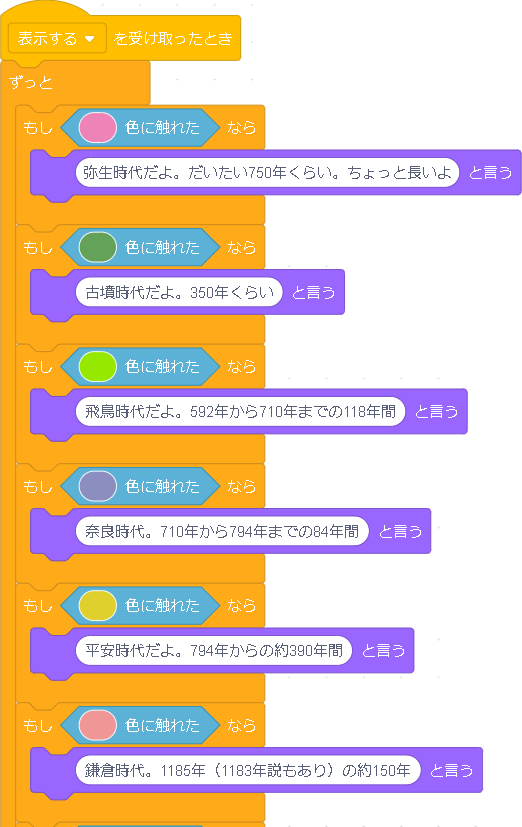 表示する を受け取ったとき
ずっと
もし 色に触れた なら
弥生時代だよ。だいたい750年くらい。ちょっと長いよ と言う
もし 色に触れた なら
古墳時代だよ。350年くらい と言う
もし 色に触れた なら
飛鳥時代だよ。592年から710年までの118年間 と言う
もし 色に触れた なら
奈良時代。710年から794年までの84年間 と言う
もし 色に触れた なら
平安時代だよ。794年からの約390年間 と言う
もし 色に触れた なら
鎌倉時代。1185年（1183年説もあり）の約150年 と言う